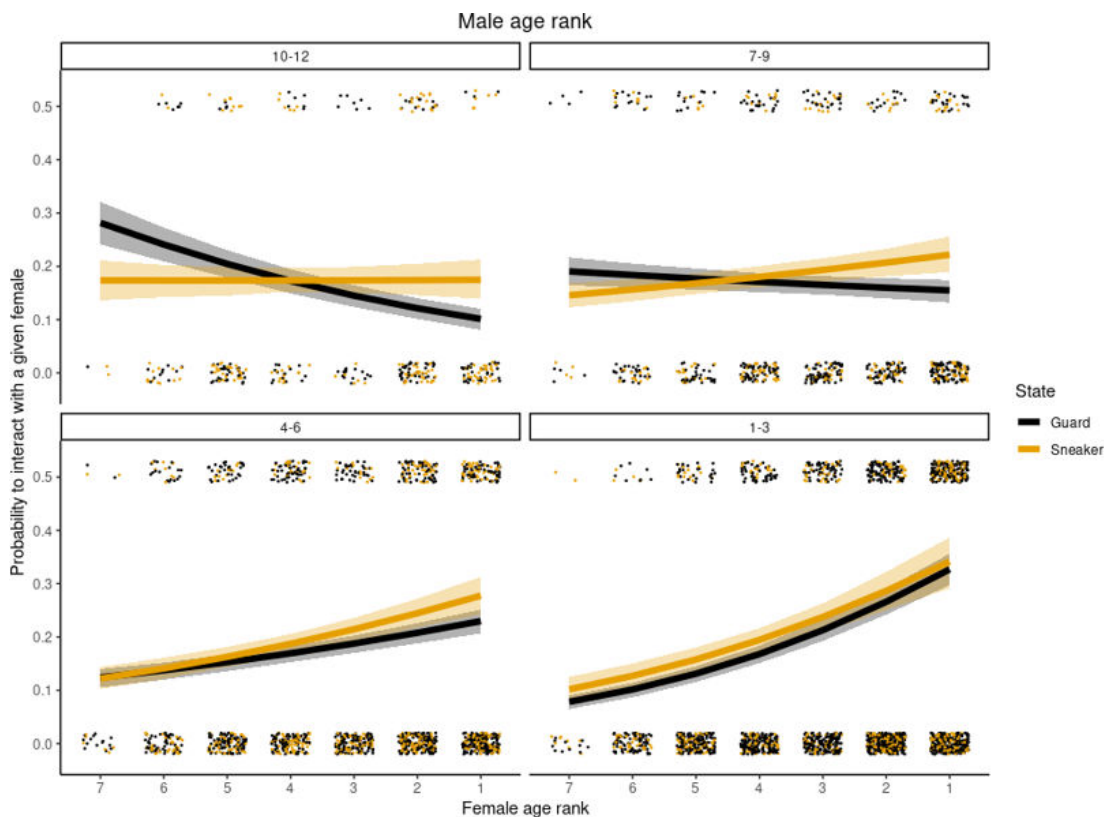 Male age rank
10-12
7-9
0.5
0.4
0.3
0.2
0.1
0.0
4-6
1-3
0.5
0.4
0.3
0.2
0.1
0.0
7 6 5 4 3 2 1
7 6 5 4 3 2 1
Female age rank
Probability to interact with a given female
State
Guard
Sneaker